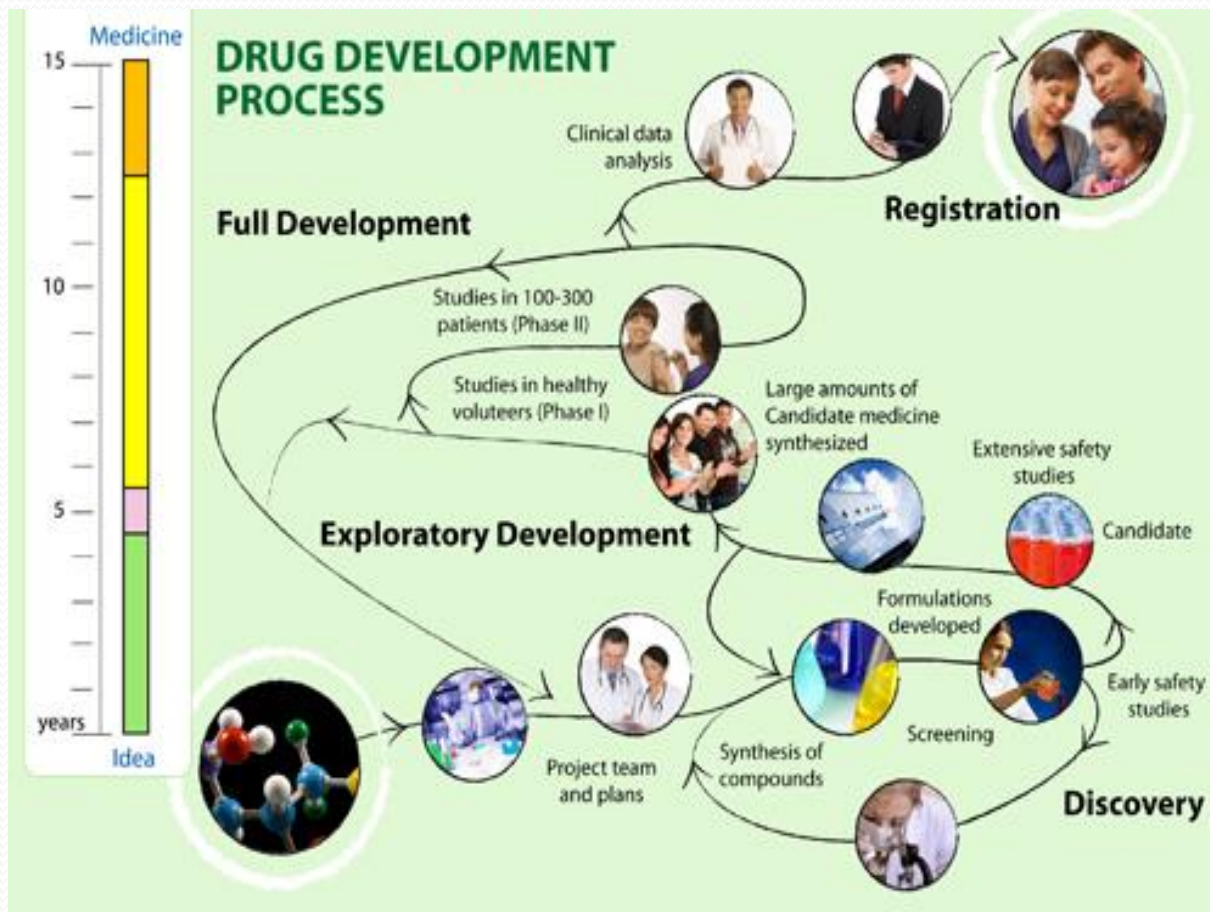 Medicine
15
10
5
years
Idea
DRUG DEVELOPMENT
PROCESS
Clinical data
analysis
Registration
Full Development
Studies in 100-300
patients (Phase II)
Studies in healthy
voluteers (Phase I)
Large amounts of
Candidate medicine
synthesized
Extensive safety
studies
Candidate
Exploratory Development
Formulations
developed
Early safety
studies
Screening
Project team
and plans
Synthesis of
compounds
Discovery